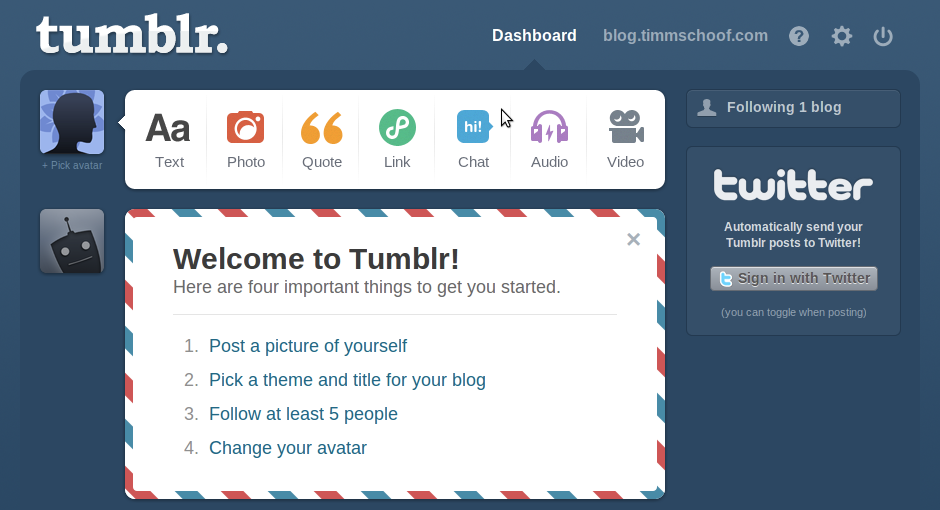 tumblr.
Dashboard
blog.timmschoof.com
?
+ Pick avatar
Aa
Text
Photo
Quote
Link
hi!
Chat
Audio
Video
Following 1 blog
twitter
Automatically send your
Tumblr posts to Twitter!
t Sign in with Twitter
(you can toggle when posting)
×
Welcome to Tumblr!
Here are four important things to get you started.
1. Post a picture of yourself
2. Pick a theme and title for your blog
3. Follow at least 5 people
4. Change your avatar